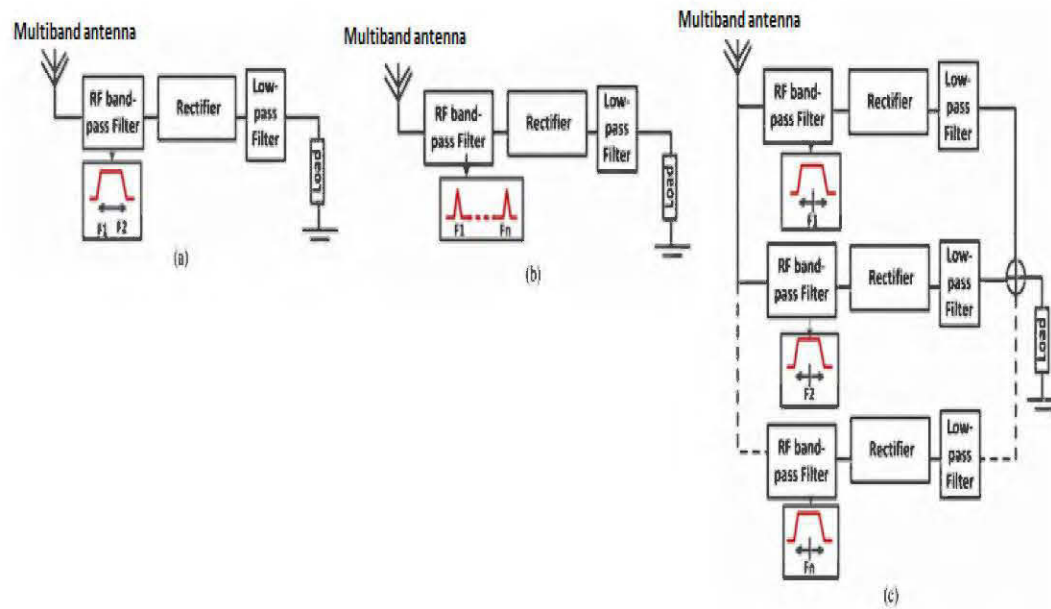 Multiband antenna
RF band-
pass Filter
Rectifier
Low-
pass
Filter
Load
F1 F2
(a)
Multiband antenna
RF band-
pass Filter
Rectifier
Low-
pass
Filter
Load
F1 Fn
(b)
Multiband antenna
RF band-
pass Filter
Rectifier
Low-
pass
Filter
F1
RF band-
pass Filter
Rectifier
Low-
pass
Filter
Load
F2
RF band-
pass Filter
Rectifier
Low-
pass
Filter
Fn
(c)